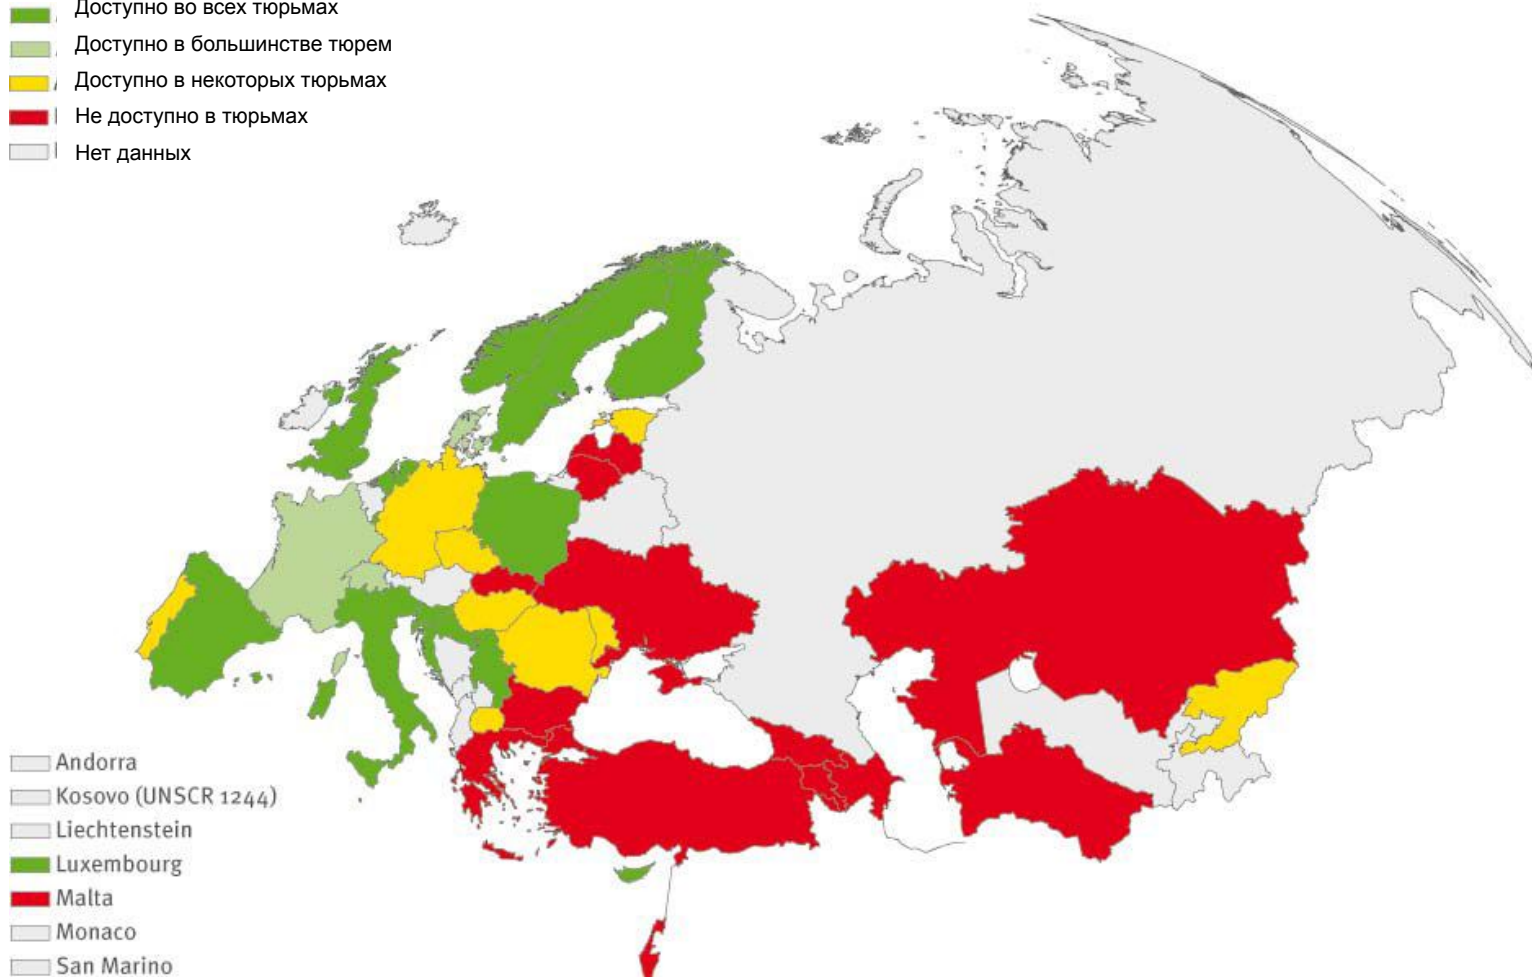 Доступно во всех тюрьмах
Доступно в большинстве тюрем
Доступно в некоторых тюрьмах
Не доступно в тюрьмах
Нет данных
Andorra
Kosovo (UNSCR 1244)
Liechtenstein
Luxembourg
Malta
Monaco
San Marino